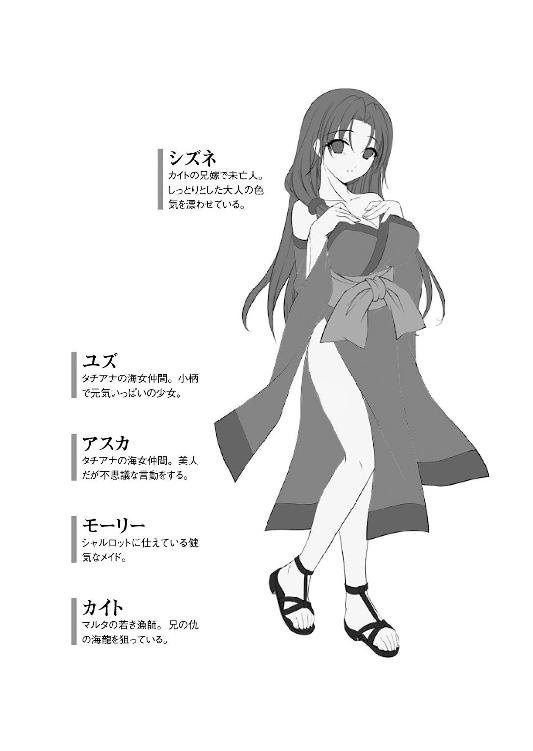 シズネ
カイトの兄嫁で未亡人。
しっとりとした大人の色
気を漂わせている。
ユズ
タチアナの海女仲間。小柄
で元気いっぱいの少女。
アスカ
タチアナの海女仲間。美人
だが不思議な言動をする。
モーリー
シャルロットに仕えている健
気なメイド。
カイト
マルタの若き漁師。兄の仇
の海龍を狙っている。